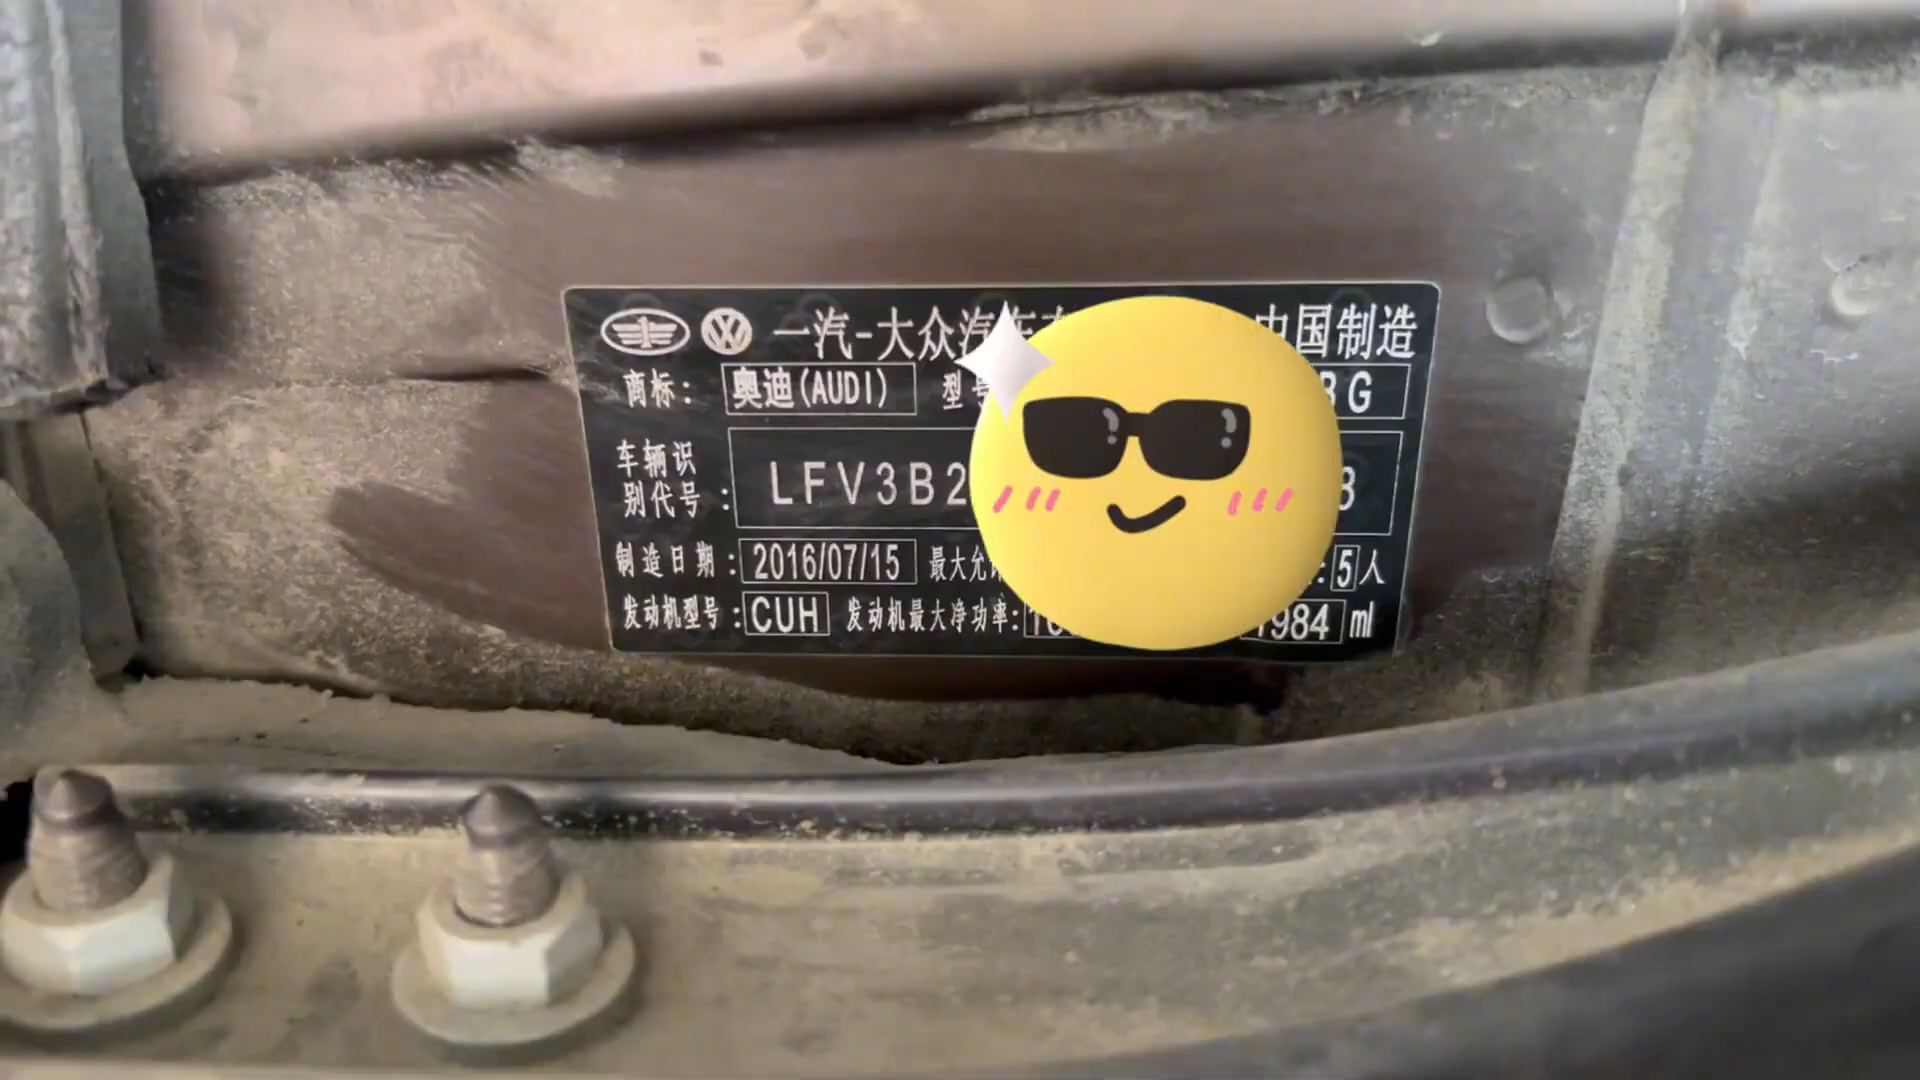 一汽-大众汽车 中国制造
商标: 奥迪(AUDI) 型号 BG
车辆识
别代号: LFV3B2
制造日期: 2016/07/15 最大允 : 5人
发动机型号: CUH 发动机最大净功率: 1984 ml